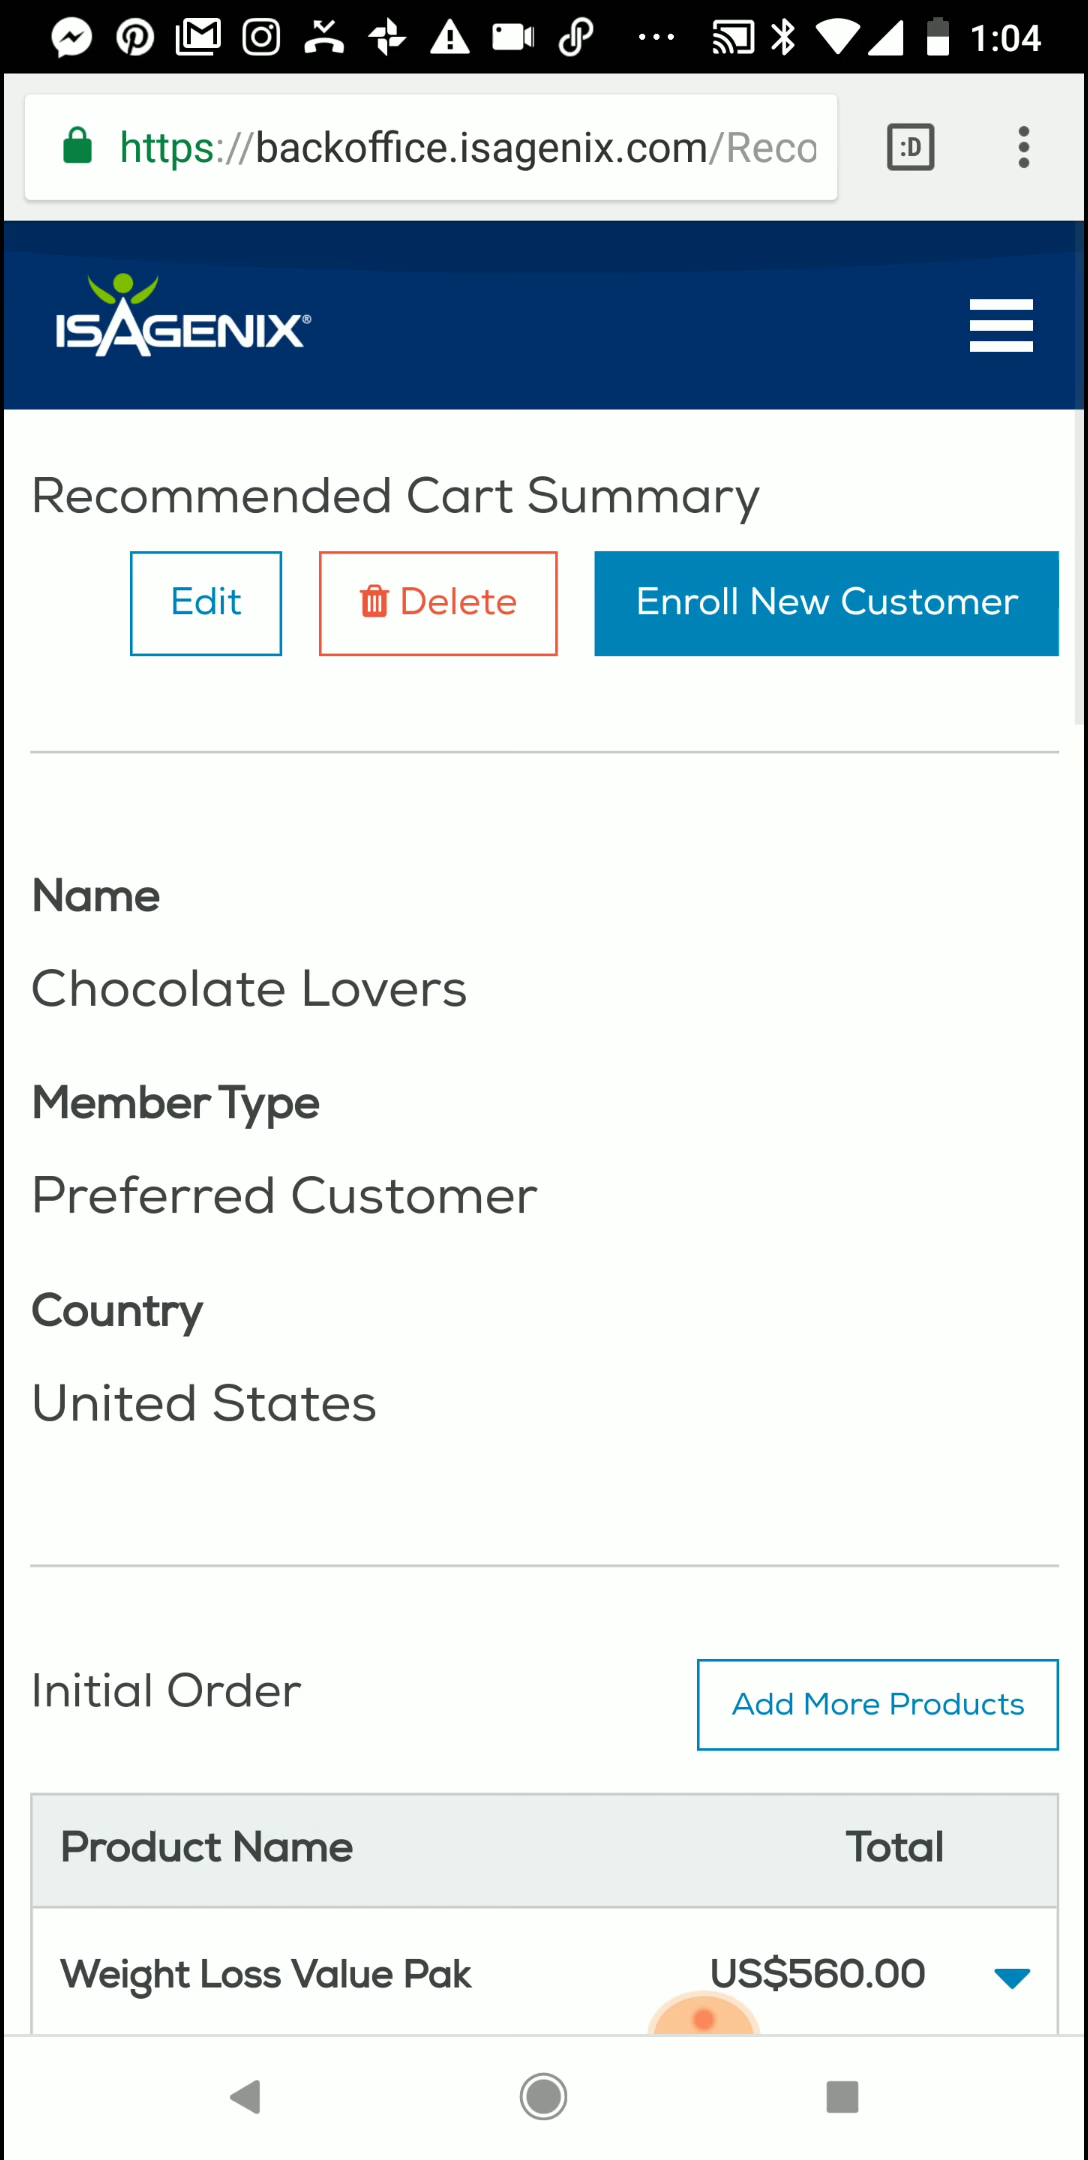 1:04
https://backoffice.isagenix.com/Reco
:D
ISAGENIX®
Recommended Cart Summary
Edit
Delete
Enroll New Customer
Name
Chocolate Lovers
Member Type
Preferred Customer
Country
United States
Initial Order
Add More Products
Product Name Total
Weight Loss Value Pak US$560.00